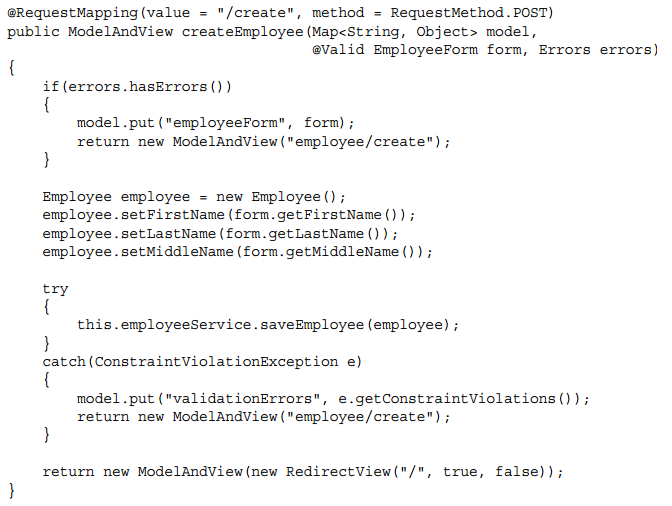 @RequestMapping(value = "/create", method = RequestMethod.POST)
public ModelAndView createEmployee(Map<String, Object> model,
                                   @Valid EmployeeForm form, Errors errors)
{
    if(errors.hasErrors())
    {
        model.put("employeeForm", form);
        return new ModelAndView("employee/create");
    }

    Employee employee = new Employee();
    employee.setFirstName(form.getFirstName());
    employee.setLastName(form.getLastName());
    employee.setMiddleName(form.getMiddleName());

    try
    {
        this.employeeService.saveEmployee(employee);
    }
    catch(ConstraintViolationException e)
    {
        model.put("validationErrors", e.getConstraintViolations());
        return new ModelAndView("employee/create");
    }

    return new ModelAndView(new RedirectView("/", true, false));
}